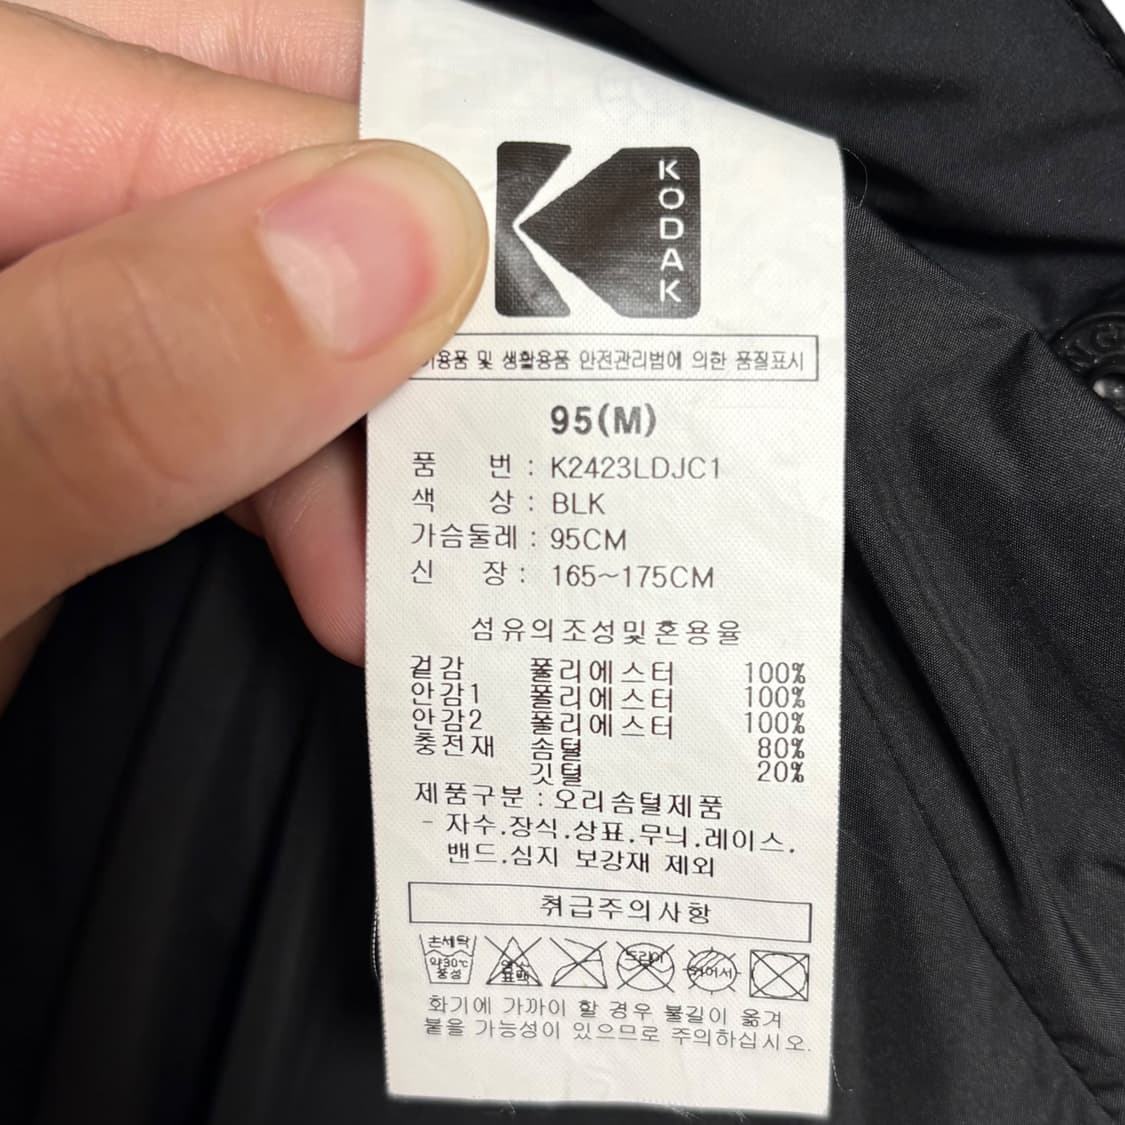 KODAK
용품 및 생활용품 안전관리법에 의한 품질표시
95(M)
품 번 : K2423LDJC1
색 상 : BLK
가슴둘레 : 95CM
신 장 : 165~175CM
섬유의조성및혼용율
겉감 폴리에스터 100%
안감1 폴리에스터 100%
안감2 폴리에스터 100%
충전재 솜털 80%
깃털 20%
제품구분 : 오리솜털제품
- 자수.장식.상표.무늬.레이스.
밴드.심지 보강재 제외
취급주의사항
손세탁
약30℃
중성
염소
표백
드라이
화기에 가까이 할 경우 불길이 옮겨
붙을 가능성이 있으므로 주의하십시오.